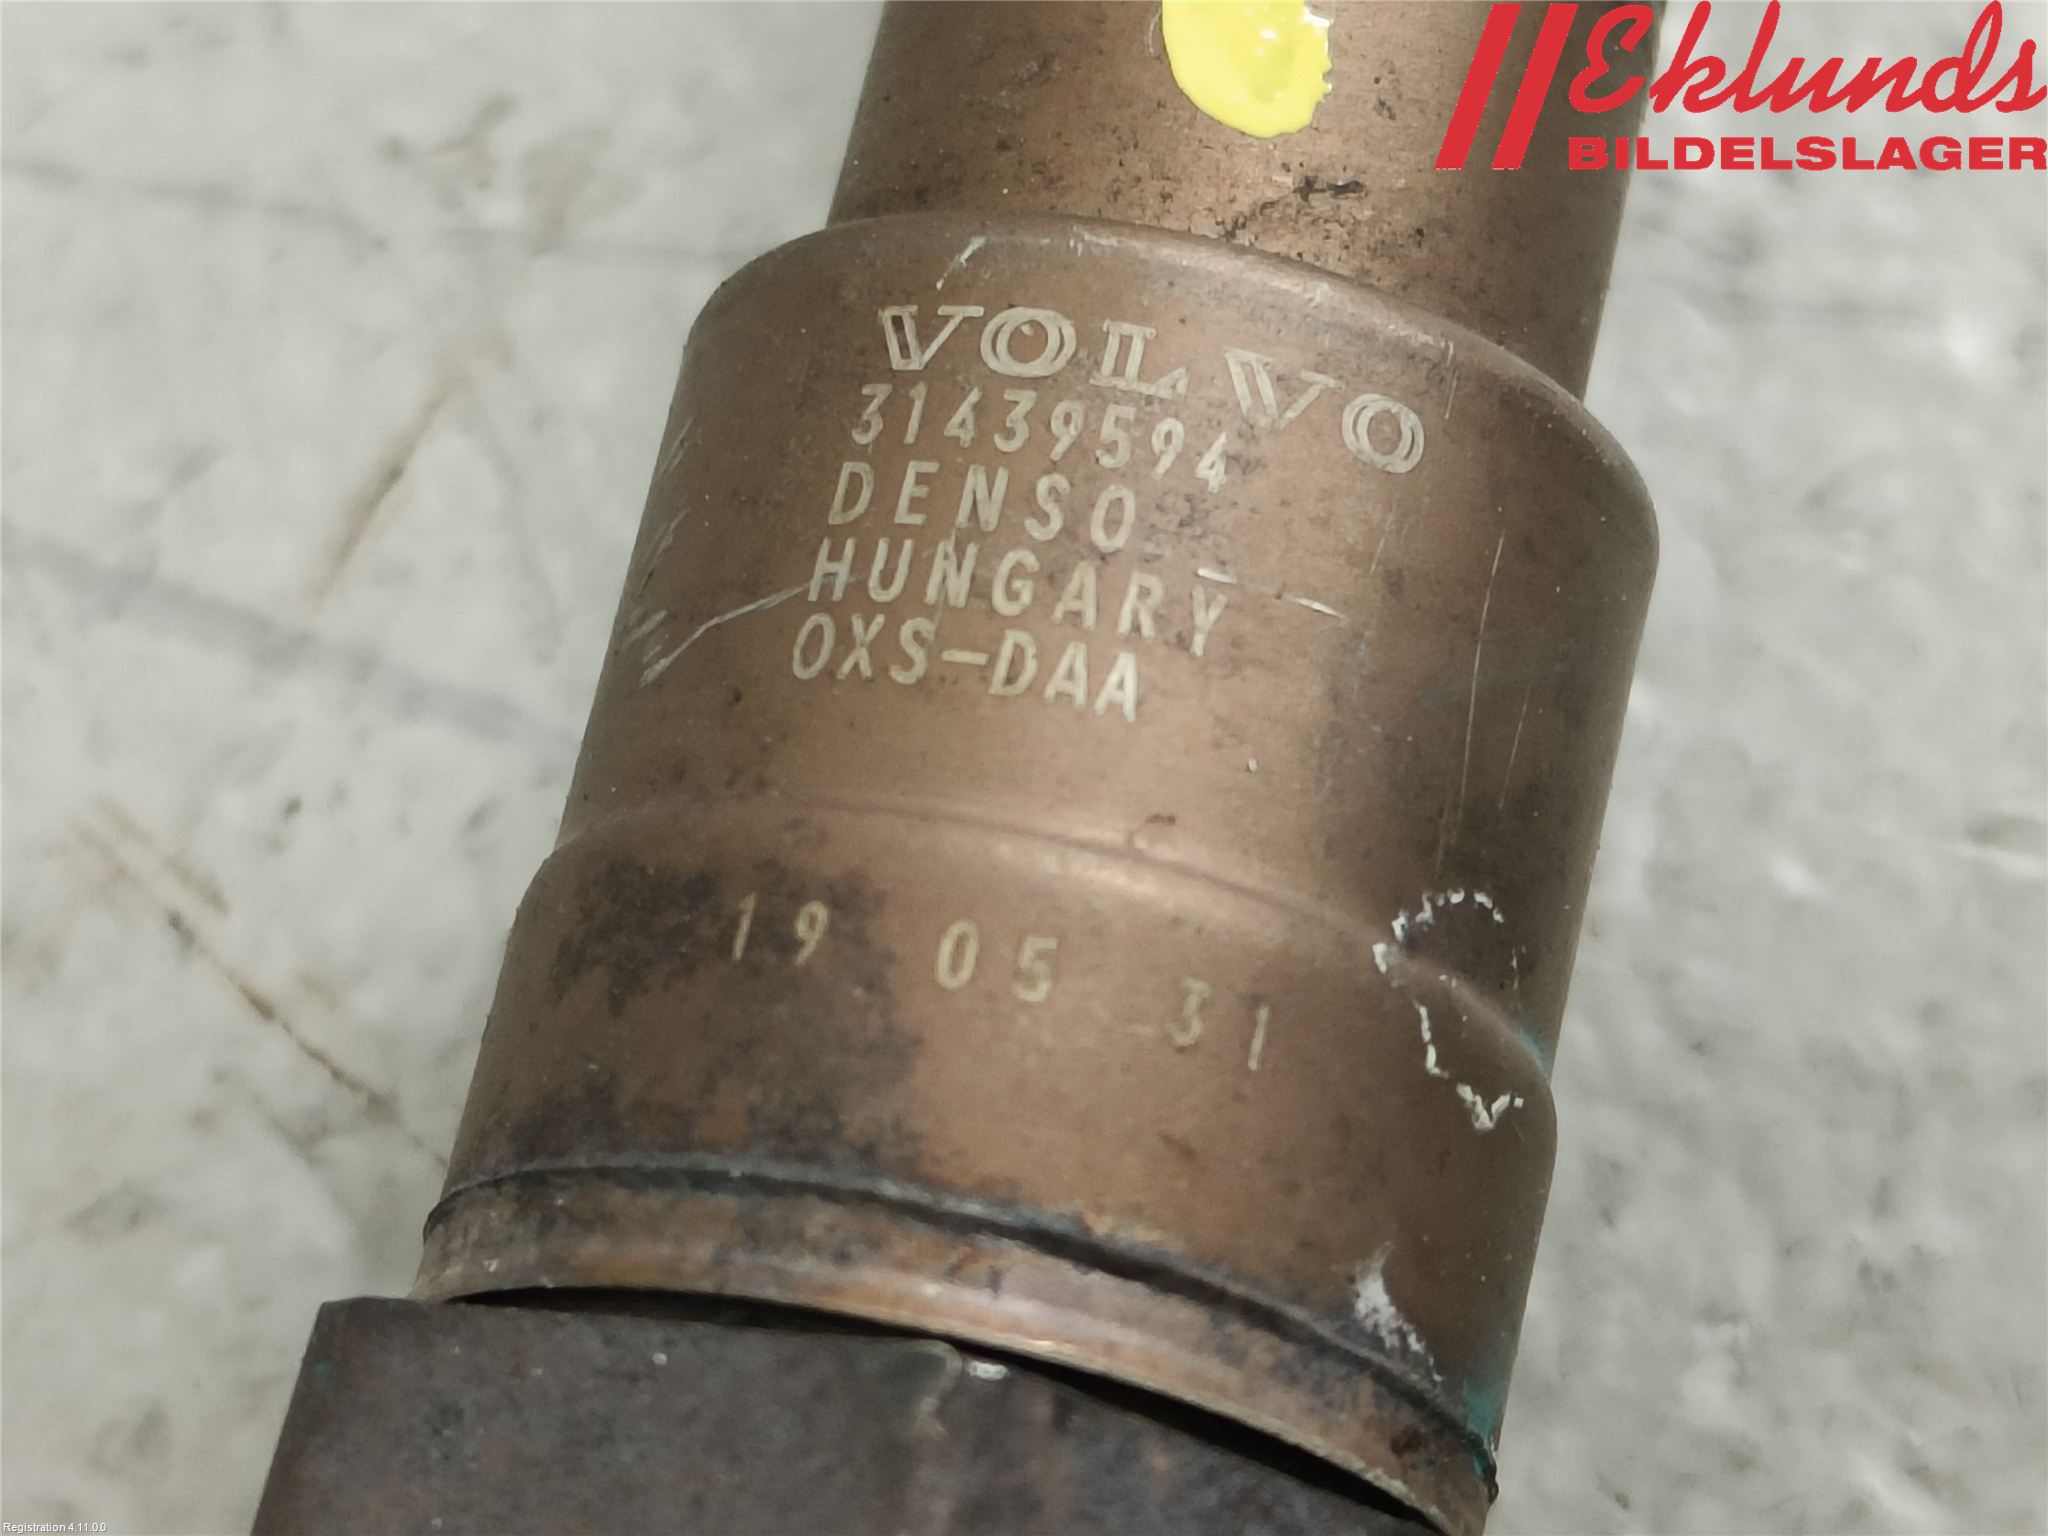 Eklunds
BILDELSLAGER
VOLVO
31439594
DENSO
HUNGARY
OXS-DAA
19 05 31
Registration 4.11.0.0